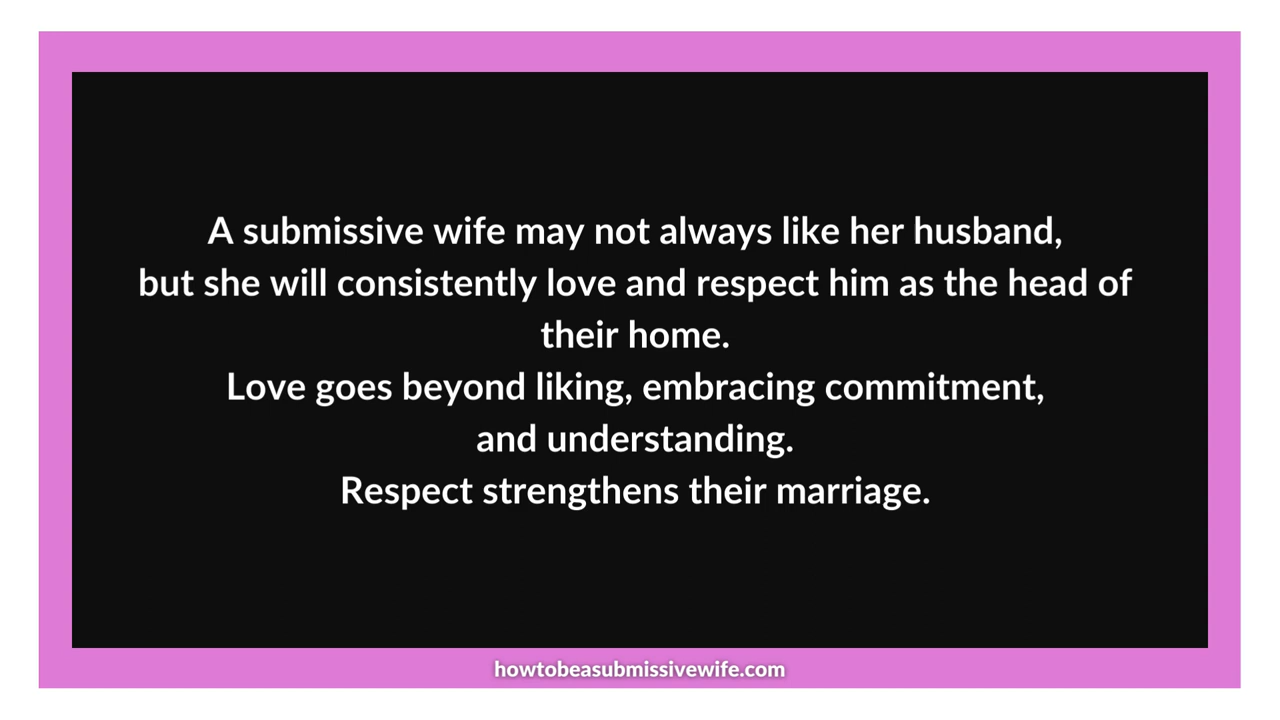 A submissive wife may not always like her husband,
but she will consistently love and respect him as the head of
their home.
Love goes beyond liking, embracing commitment,
and understanding.
Respect strengthens their marriage.
howtobeasubmissivewife.com